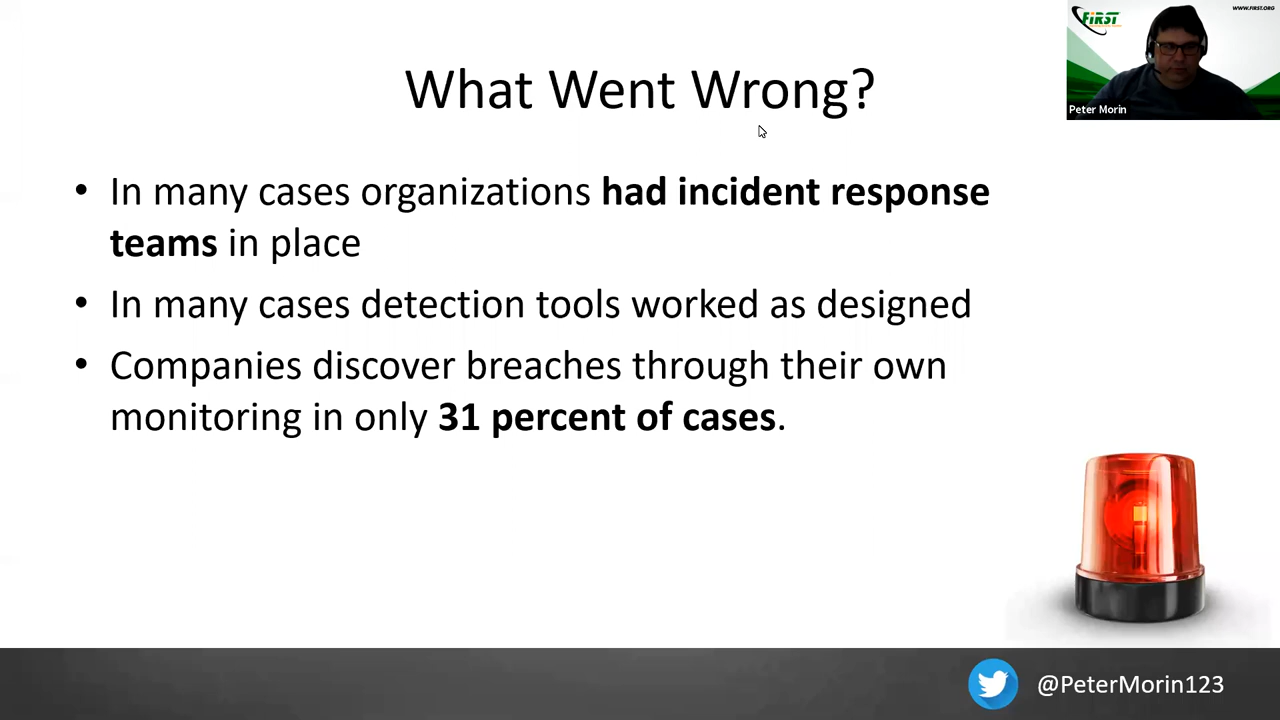 FIRST
WWW.FIRST.ORG
Peter Morin
What Went Wrong?
• In many cases organizations had incident response
teams in place
• In many cases detection tools worked as designed
• Companies discover breaches through their own
monitoring in only 31 percent of cases.
@PeterMorin123